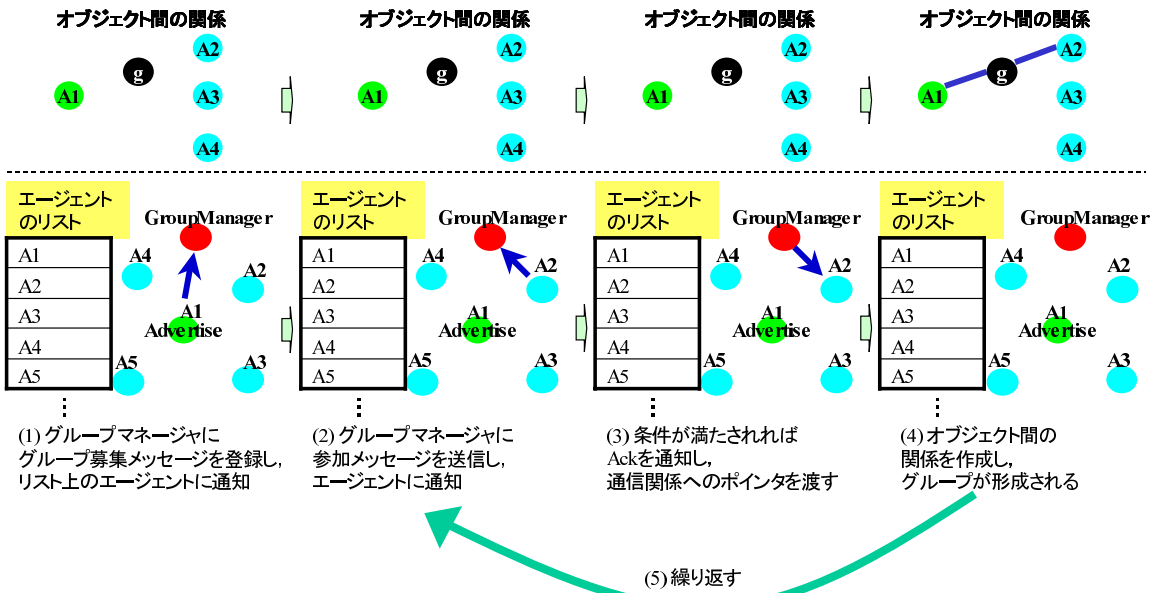 オブジェクト間の関係
A2
g
A1
A3
A4
オブジェクト間の関係
A2
g
A1
A3
A4
オブジェクト間の関係
A2
g
A1
A3
A4
オブジェクト間の関係
A2
g
A1
A3
A4
エージェント
のリスト
GroupManager
A1
A2
A3
A4
A5
A4
A2
A1
Advertise
A5
A3
エージェント
のリスト
GroupManager
A1
A2
A3
A4
A5
A4
A2
A1
Advertise
A5
A3
エージェント
のリスト
GroupManager
A1
A2
A3
A4
A5
A4
A2
A1
Advertise
A5
A3
エージェント
のリスト
GroupManager
A1
A2
A3
A4
A5
A4
A2
A1
Advertise
A5
A3
(1) グループマネージャに
グループ募集メッセージを登録し,
リスト上のエージェントに通知
(2) グループマネージャに
参加メッセージを送信し,
エージェントに通知
(3) 条件が満たされれば
Ackを通知し,
通信関係へのポインタを渡す
(4) オブジェクト間の
関係を作成し,
グループが形成される
(5) 繰り返す